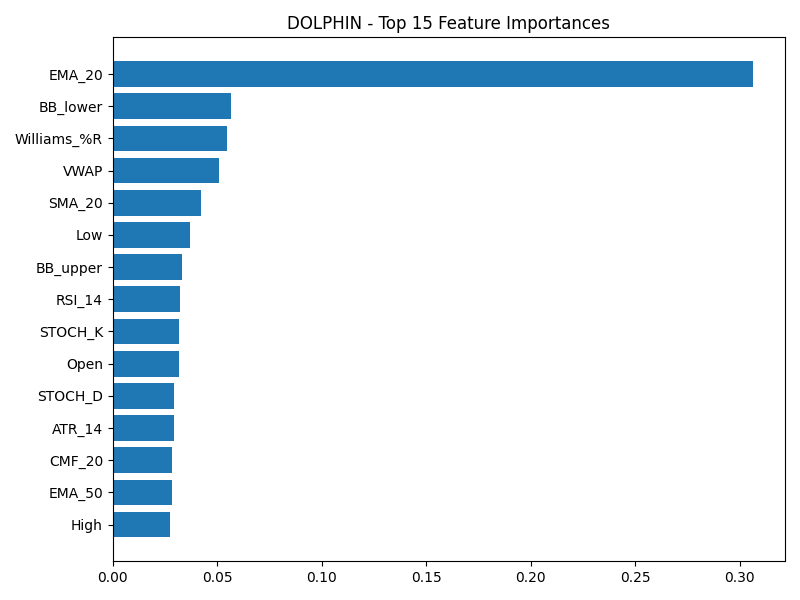 DOLPHIN - Top 15 Feature Importances
EMA_20
BB_lower
Williams_%R
VWAP
SMA_20
Low
BB_upper
RSI_14
STOCH_K
Open
STOCH_D
ATR_14
CMF_20
EMA_50
High
0.00 0.05 0.10 0.15 0.20 0.25 0.30